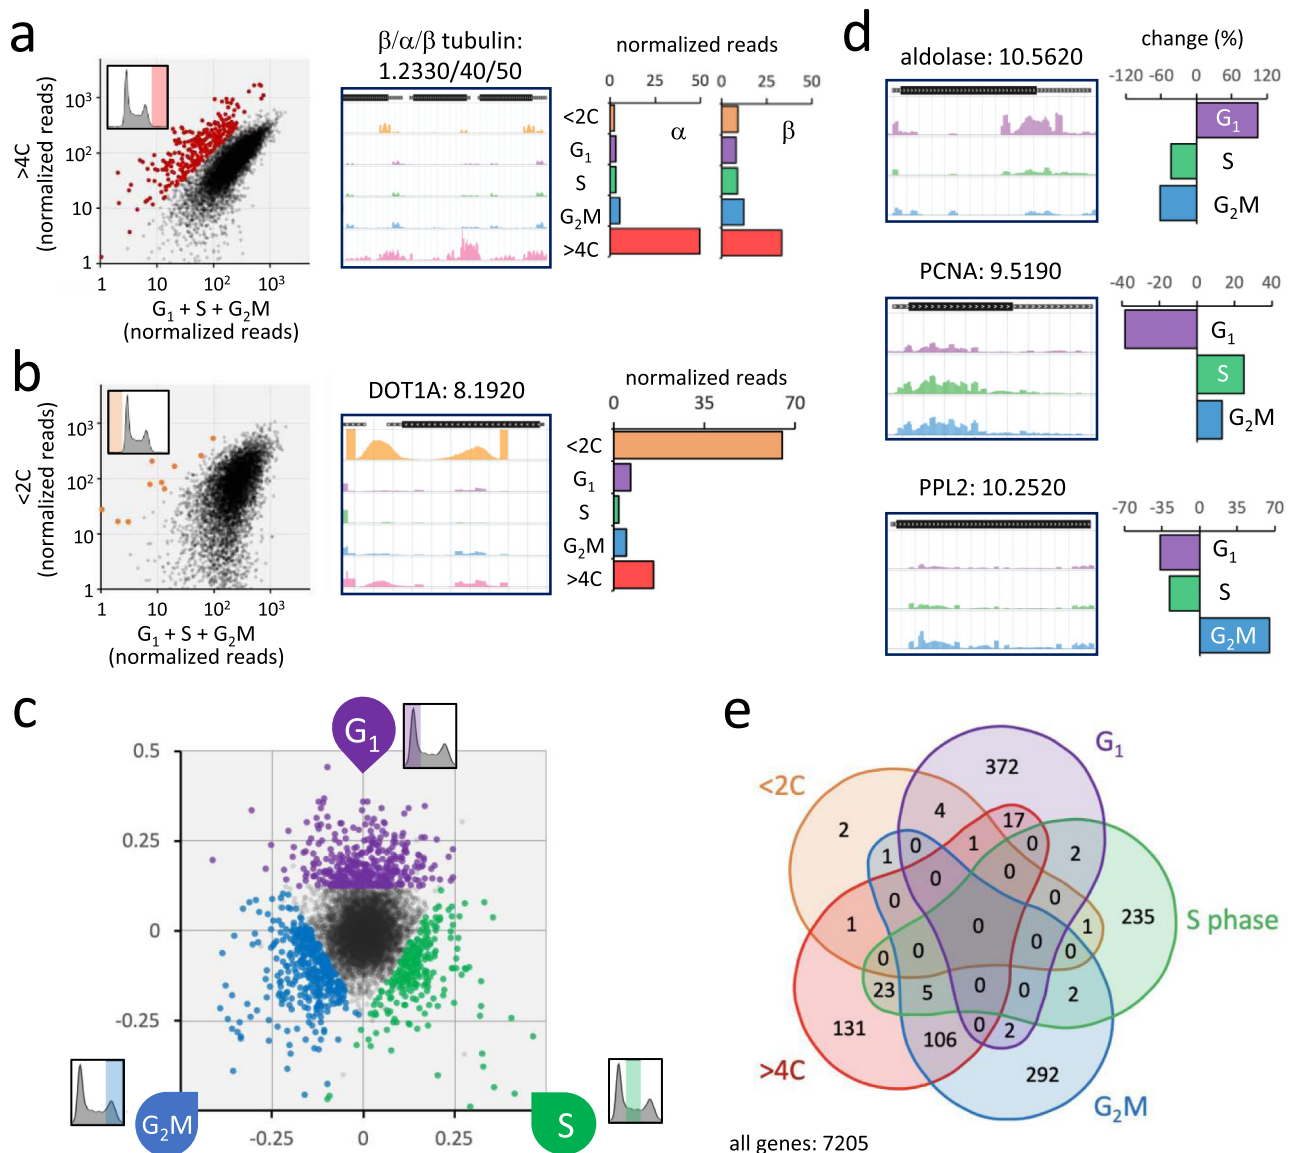 a
>4C
(normalized reads)
10³
10²
10
1
1 10 10² 10³
G₁ + S + G₂M
(normalized reads)
β/α/β tubulin:
1.2330/40/50
normalized reads
0 25 50 0 25 50
<2C
G₁
S
G₂M
>4C
α β
b
<2C
(normalized reads)
10³
10²
10
1
1 10 10² 10³
G₁ + S + G₂M
(normalized reads)
DOT1A: 8.1920
normalized reads
0 35 70
<2C
G₁
S
G₂M
>4C
d
aldolase: 10.5620
change (%)
-120 -60 0 60 120
G₁
S
G₂M
PCNA: 9.5190
-40 -20 0 20 40
G₁
S
G₂M
PPL2: 10.2520
-70 -35 0 35 70
G₁
S
G₂M
c
G₁
0.5
0.25
0
-0.25
G₂M
S
-0.25 0 0.25
e
G₁
<2C
S phase
>4C
G₂M
372
4
17
2
1
0
2
1
0
0
0
0
0
1
235
1
0
0
0
0
0
23
5
0
0
2
131
106
0
2
292
all genes: 7205